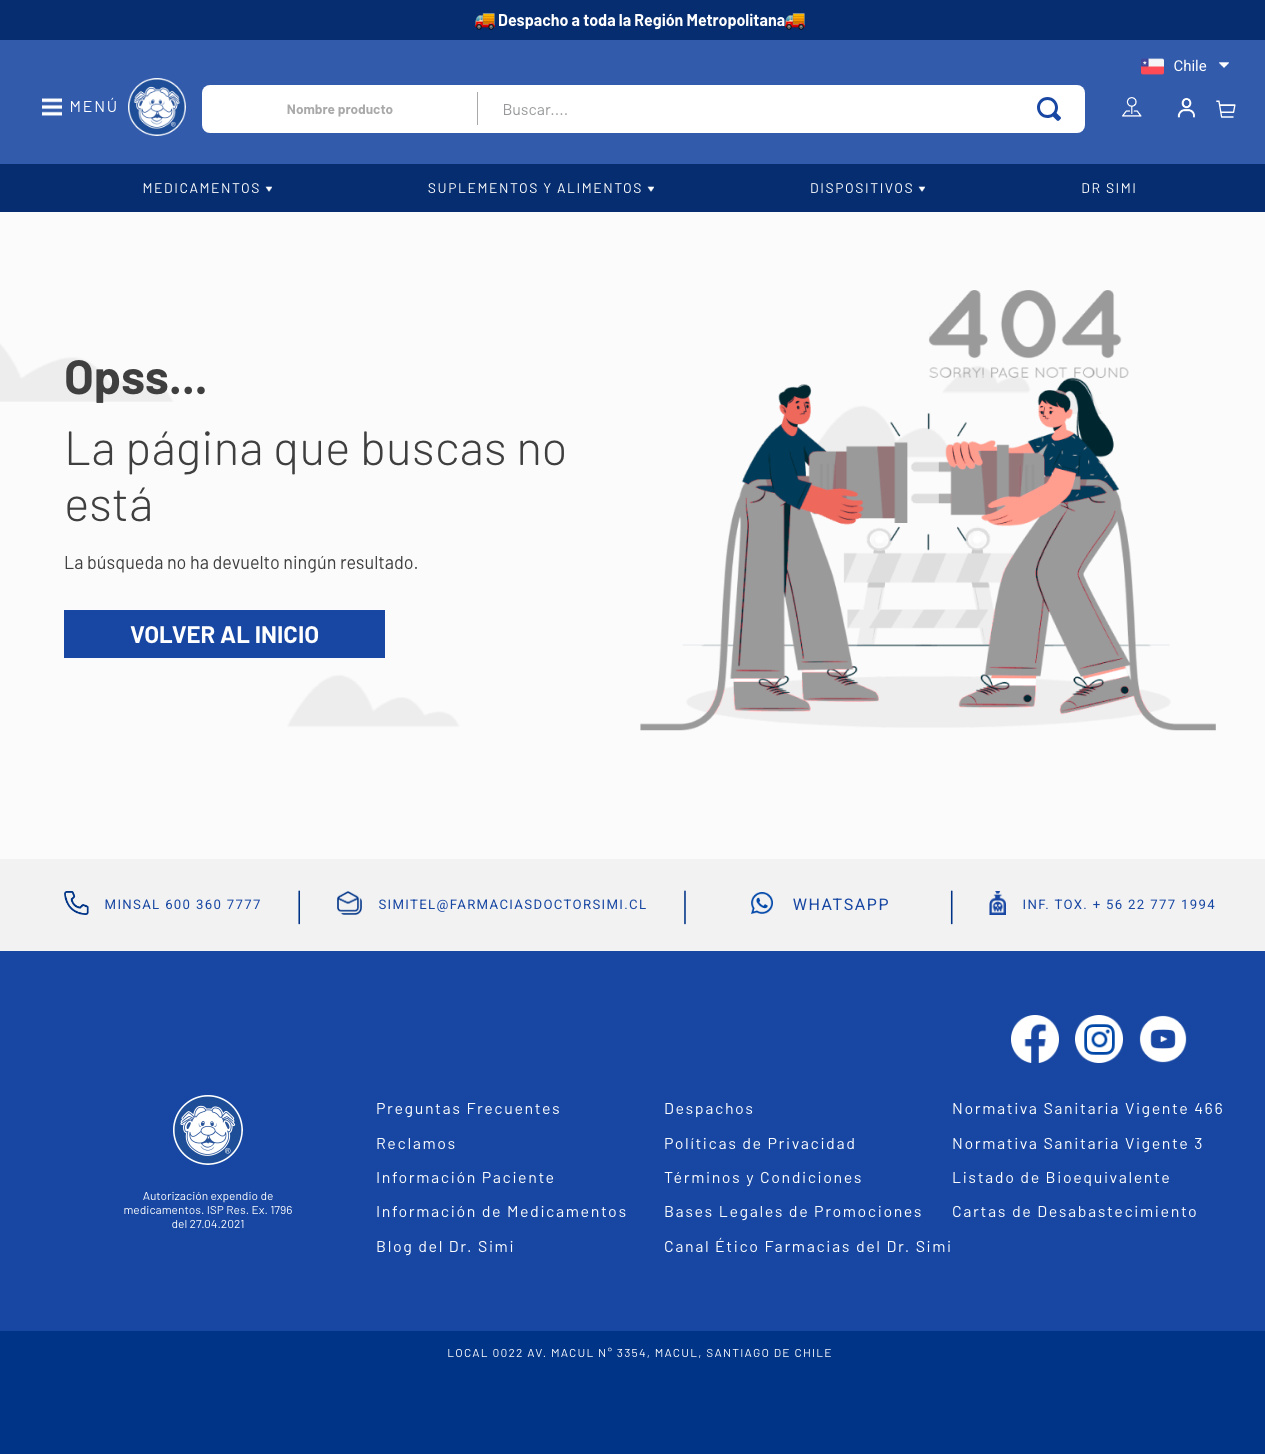 🚚 Despacho a toda la Región Metropolitana🚚
Chile
MENÚ
Nombre producto
Buscar....
MEDICAMENTOS ▾
SUPLEMENTOS Y ALIMENTOS ▾
DISPOSITIVOS ▾
DR SIMI
404
SORRY! PAGE NOT FOUND
Opss...
La página que buscas no
está
La búsqueda no ha devuelto ningún resultado.
VOLVER AL INICIO
MINSAL 600 360 7777
SIMITEL@FARMACIASDOCTORSIMI.CL
WHATSAPP
INF. TOX. + 56 22 777 1994
Autorización expendio de
medicamentos. ISP Res. Ex. 1796
del 27.04.2021
Preguntas Frecuentes
Reclamos
Información Paciente
Información de Medicamentos
Blog del Dr. Simi
Despachos
Políticas de Privacidad
Términos y Condiciones
Bases Legales de Promociones
Canal Ético Farmacias del Dr. Simi
Normativa Sanitaria Vigente 466
Normativa Sanitaria Vigente 3
Listado de Bioequivalente
Cartas de Desabastecimiento
LOCAL 0022 AV. MACUL N° 3354, MACUL, SANTIAGO DE CHILE